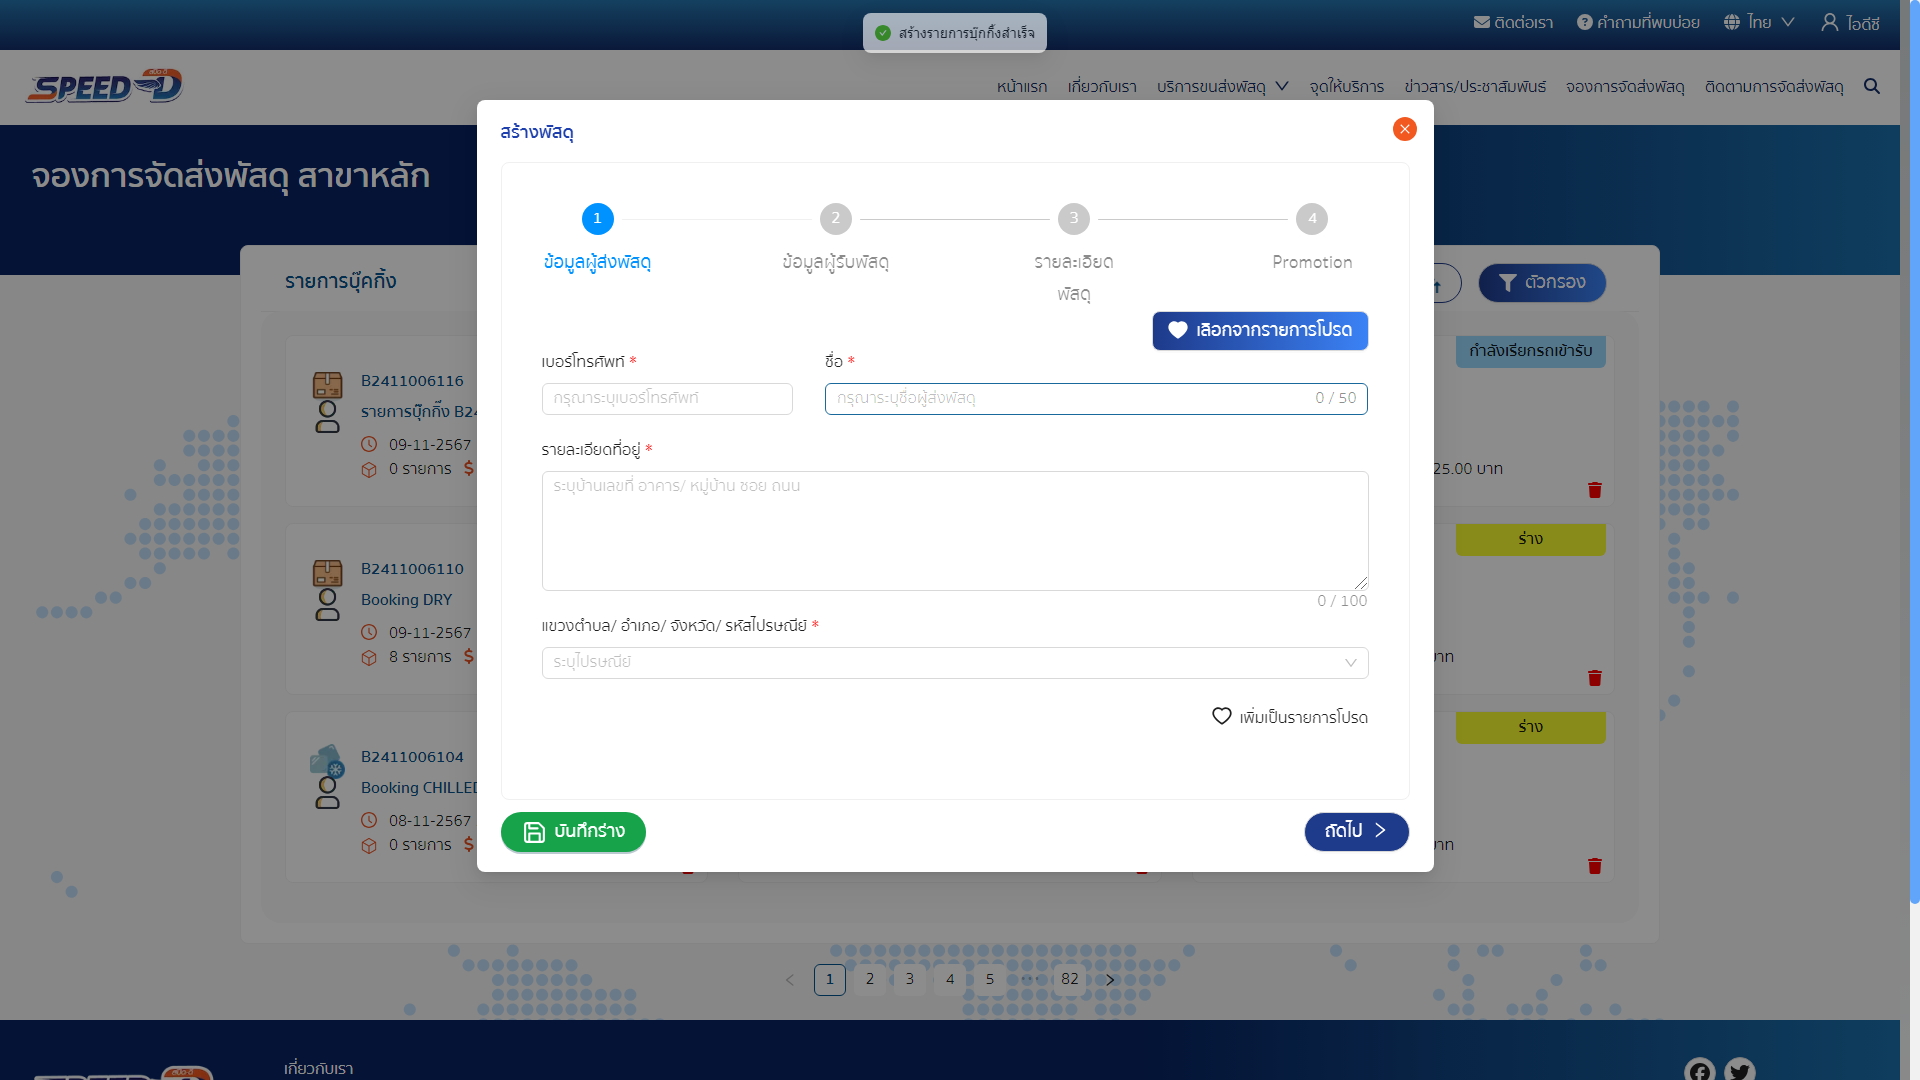 สร้างรายการบุ๊กกิ้งสำเร็จ
ติดต่อเรา
คำถามที่พบบ่อย
ไทย
ไอดีซี
SPEED-D
หน้าแรก
เกี่ยวกับเรา
บริการขนส่งพัสดุ
จุดให้บริการ
ข่าวสาร/ประชาสัมพันธ์
จองการจัดส่งพัสดุ
ติดตามการจัดส่งพัสดุ
จองการจัดส่งพัสดุ สาขาหลัก
รายการบุ๊คกิ้ง
ตัวกรอง
สร้างพัสดุ
1
2
3
4
ข้อมูลผู้ส่งพัสดุ
ข้อมูลผู้รับพัสดุ
รายละเอียด
พัสดุ
Promotion
เลือกจากรายการโปรด
เบอร์โทรศัพท์ *
ชื่อ *
กรุณาระบุเบอร์โทรศัพท์
กรุณาระบุชื่อผู้ส่งพัสดุ
0 / 50
รายละเอียดที่อยู่ *
ระบุบ้านเลขที่ อาคาร/ หมู่บ้าน ซอย ถนน
0 / 100
แขวงตำบล/ อำเภอ/ จังหวัด/ รหัสไปรษณีย์ *
ระบุไปรษณีย์
เพิ่มเป็นรายการโปรด
บันทึกร่าง
ถัดไป
B2411006116
รายการบุ๊กกิ้ง B24
09-11-2567
0 รายการ
กำลังเรียกรถเข้ารับ
25.00 บาท
B2411006110
Booking DRY
09-11-2567
8 รายการ
ร่าง
B2411006104
Booking CHILLED
08-11-2567
0 รายการ
ร่าง
1
2
3
4
5
•••
82
เกี่ยวกับเรา